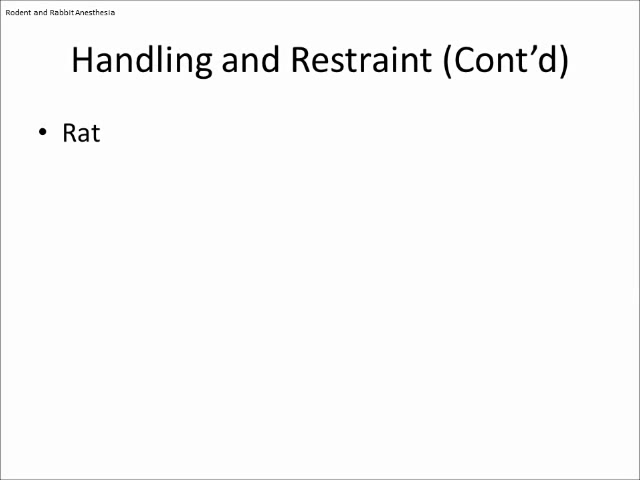 Rodent and Rabbit Anesthesia
Handling and Restraint (Cont’d)
• Rat